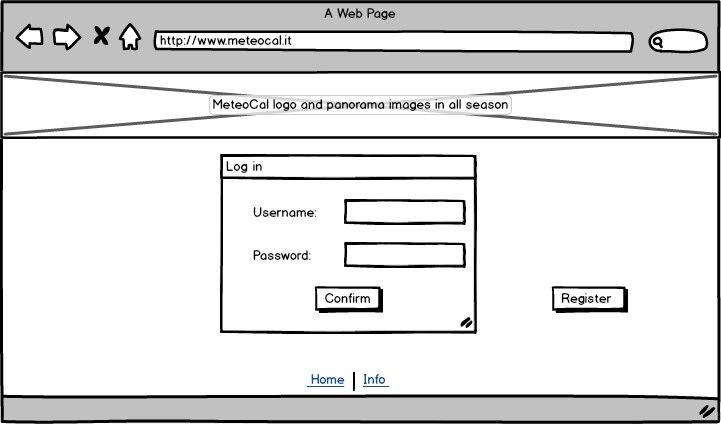 A Web Page
http://www.meteocal.it
MeteoCal logo and panorama images in all season
Log in
Username:
Password:
Confirm
Register
Home | Info